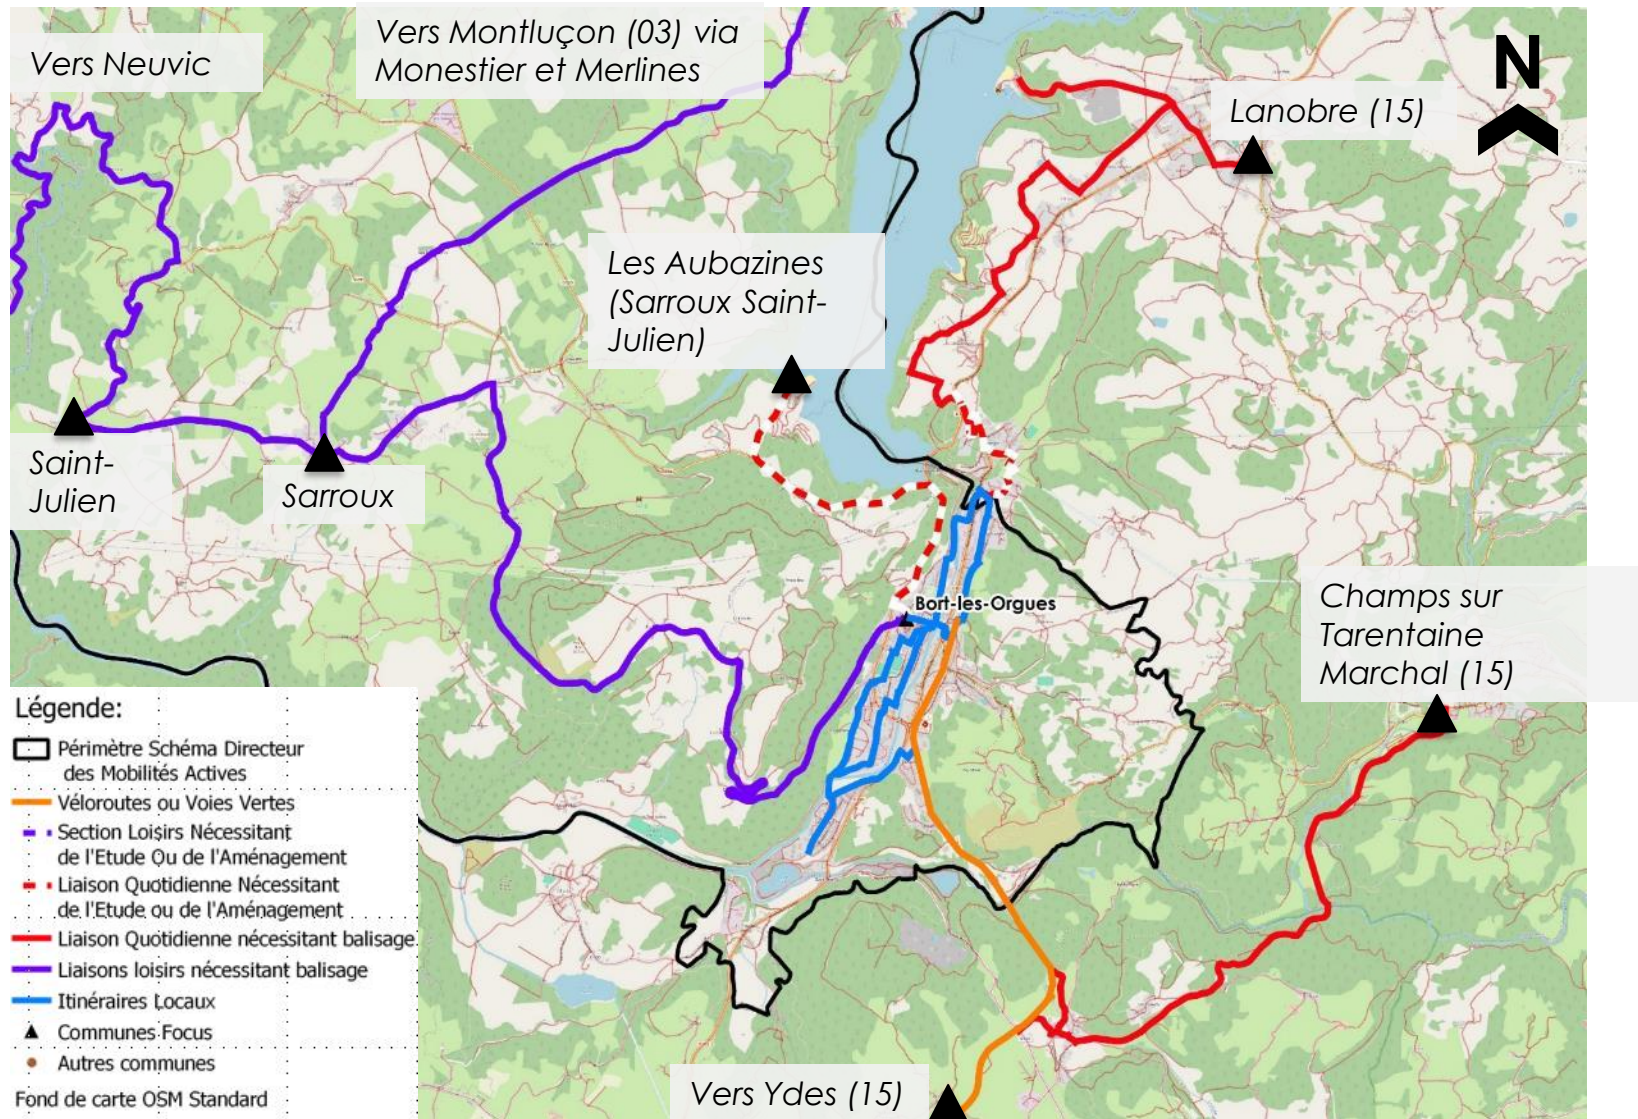 Vers Neuvic
Vers Montluçon (03) via
Monestier et Merlines
N
Lanobre (15)
Les Aubazines
(Sarroux Saint-
Julien)
Saint-
Julien
Sarroux
Bort-les-Orgues
Champs sur
Tarentaine
Marchal (15)
Légende:
Périmètre Schéma Directeur
des Mobilités Actives
Véloroutes ou Voies Vertes
Section Loisirs Nécessitant
de l'Etude Ou de l'Aménagement
Liaison Quotidienne Nécessitant
de l'Etude ou de l'Aménagement
Liaison Quotidienne nécessitant balisage
Liaisons loisirs nécessitant balisage
Itinéraires Locaux
Communes Focus
Autres communes
Fond de carte OSM Standard
Vers Ydes (15)